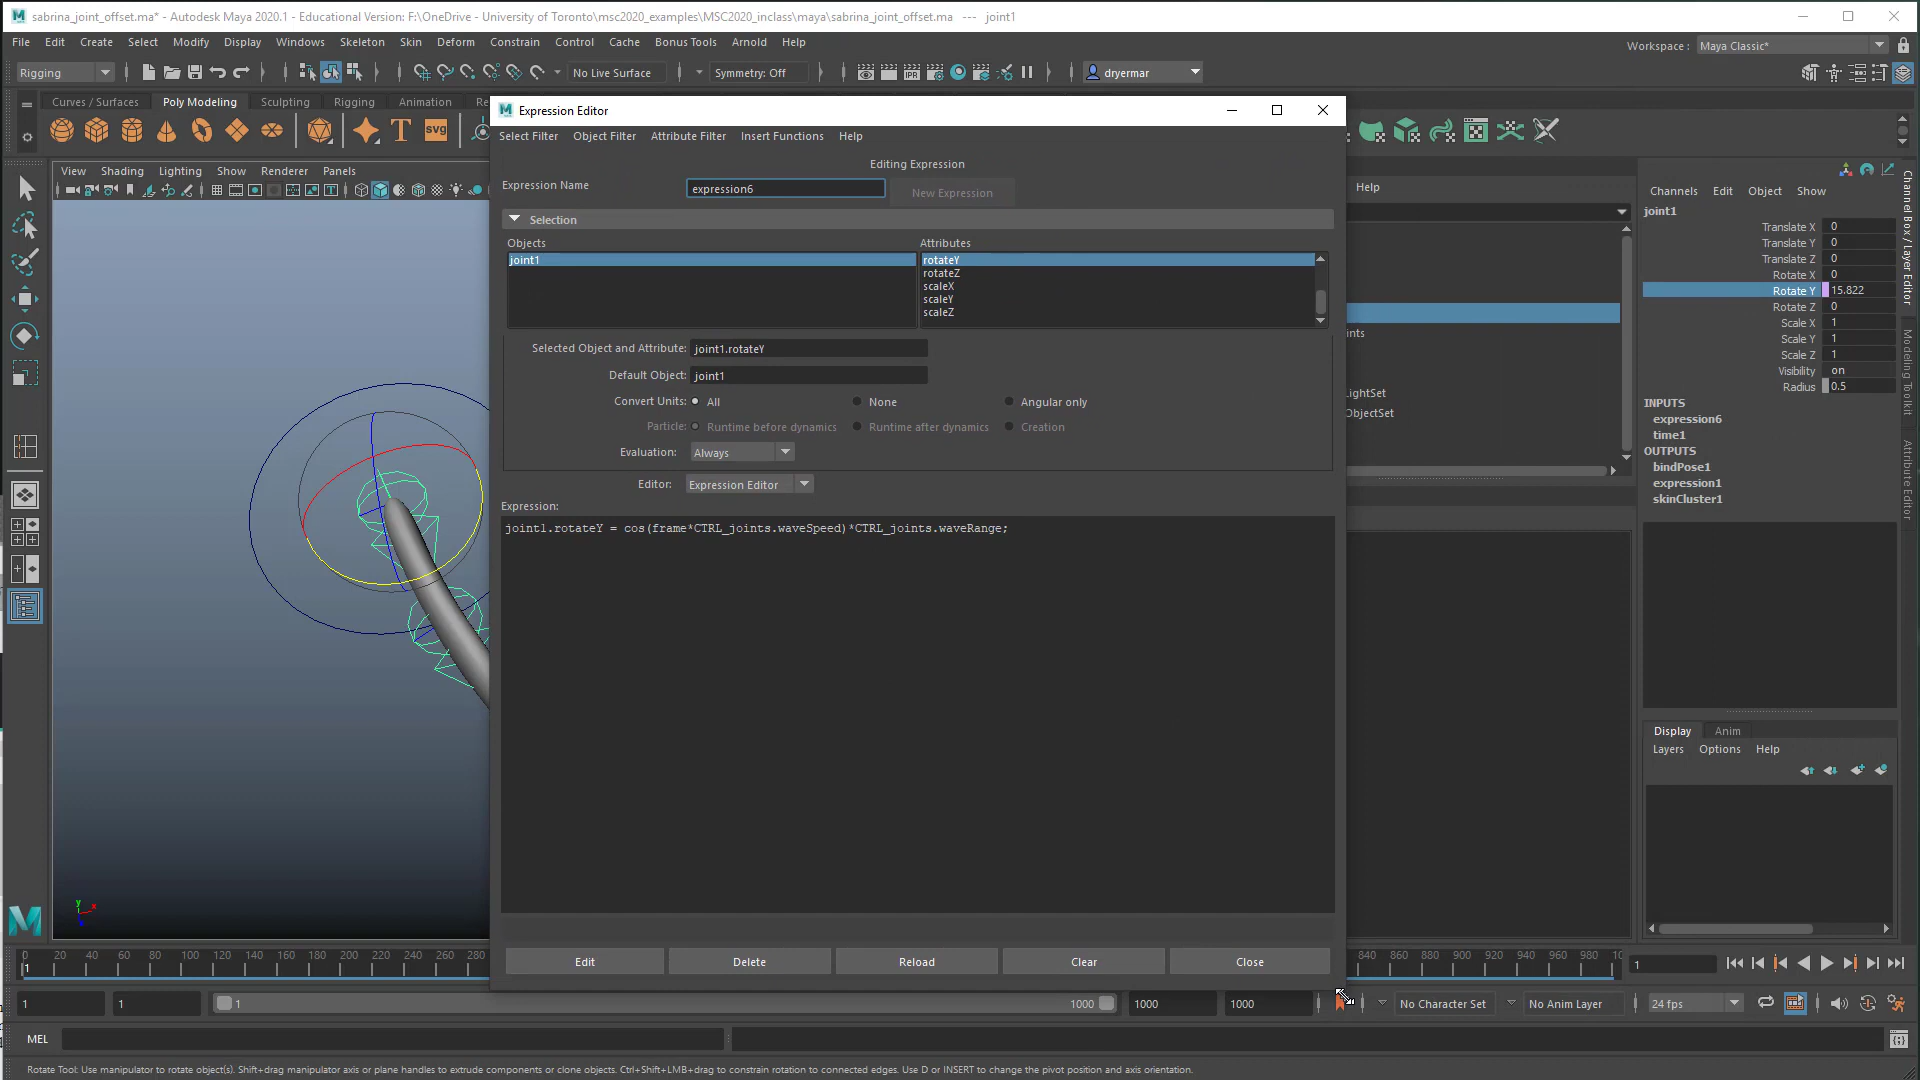 sabrina_joint_offset.ma* - Autodesk Maya 2020.1 - Educational Version: F:\OneDrive - University of Toronto\msc2020_examples\MSC2020_inclass\maya\sabrina_joint_offset.ma --- joint1
File Edit Create Select Modify Display Windows Skeleton Skin Deform Constrain Control Cache Bonus Tools Arnold Help
Workspace : Maya Classic*
Rigging No Live Surface Symmetry: Off dryermar
Curves / Surfaces Poly Modeling Sculpting Rigging Animation Re
Expression Editor
Select Filter Object Filter Attribute Filter Insert Functions Help
View Shading Lighting Show Renderer Panels
Editing Expression
Expression Name expression6 New Expression
Selection
Objects Attributes
joint1
rotateY
rotateZ
scaleX
scaleY
scaleZ
Selected Object and Attribute: joint1.rotateY
Default Object: joint1
Convert Units: All None Angular only
Particle: Runtime before dynamics Runtime after dynamics Creation
Evaluation: Always
Editor: Expression Editor
Expression:
joint1.rotateY = cos(frame*CTRL_joints.waveSpeed)*CTRL_joints.waveRange;
Edit Delete Reload Clear Close
Help
ints
LightSet
ObjectSet
Channels Edit Object Show
joint1
Translate X 0
Translate Y 0
Translate Z 0
Rotate X 0
Rotate Y 15.822
Rotate Z 0
Scale X 1
Scale Y 1
Scale Z 1
Visibility on
Radius 0.5
INPUTS
expression6
time1
OUTPUTS
bindPose1
expression1
skinCluster1
Channel Box / Layer Editor
Modeling Toolkit
Attribute Editor
Display Anim
Layers Options Help
y x
0 20 40 60 80 100 120 140 160 180 200 220 240 260 280 840 860 880 900 920 940 960 980 10
1 1
1 1 1 1000 1000 1000 No Character Set No Anim Layer 24 fps
MEL
Rotate Tool: Use manipulator to rotate object(s). Shift+drag manipulator axis or plane handles to extrude components or clone objects. Ctrl+Shift+LMB+drag to constrain rotation to connected edges. Use D or INSERT to change the pivot position and axis orientation.